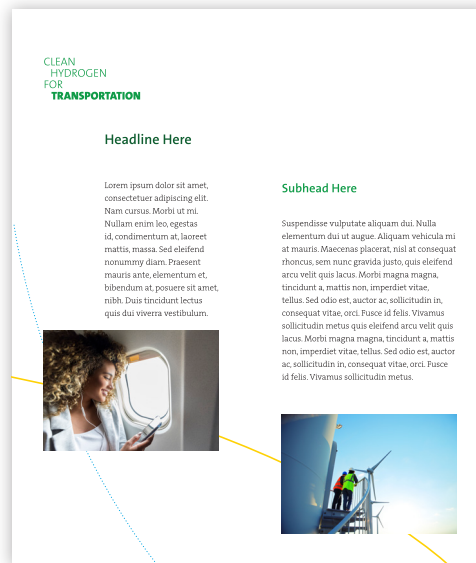 CLEAN
HYDROGEN
FOR
TRANSPORTATION
Headline Here
Lorem ipsum dolor sit amet,
consectetuer adipiscing elit.
Nam cursus. Morbi ut mi.
Nullam enim leo, egestas
id, condimentum at, laoreet
mattis, massa. Sed eleifend
nonummy diam. Praesent
mauris ante, elementum et,
bibendum at, posuere sit amet,
nibh. Duis tincidunt lectus
quis dui viverra vestibulum.
Subhead Here
Suspendisse vulputate aliquam dui. Nulla
elementum dui ut augue. Aliquam vehicula mi
at mauris. Maecenas placerat, nisl at consequat
rhoncus, sem nunc gravida justo, quis eleifend
arcu velit quis lacus. Morbi magna magna,
tincidunt a, mattis non, imperdiet vitae,
tellus. Sed odio est, auctor ac, sollicitudin in,
consequat vitae, orci. Fusce id felis. Vivamus
sollicitudin metus quis eleifend arcu velit quis
lacus. Morbi magna magna, tincidunt a, mattis
non, imperdiet vitae, tellus. Sed odio est, auctor
ac, sollicitudin in, consequat vitae, orci. Fusce
id felis. Vivamus sollicitudin metus.